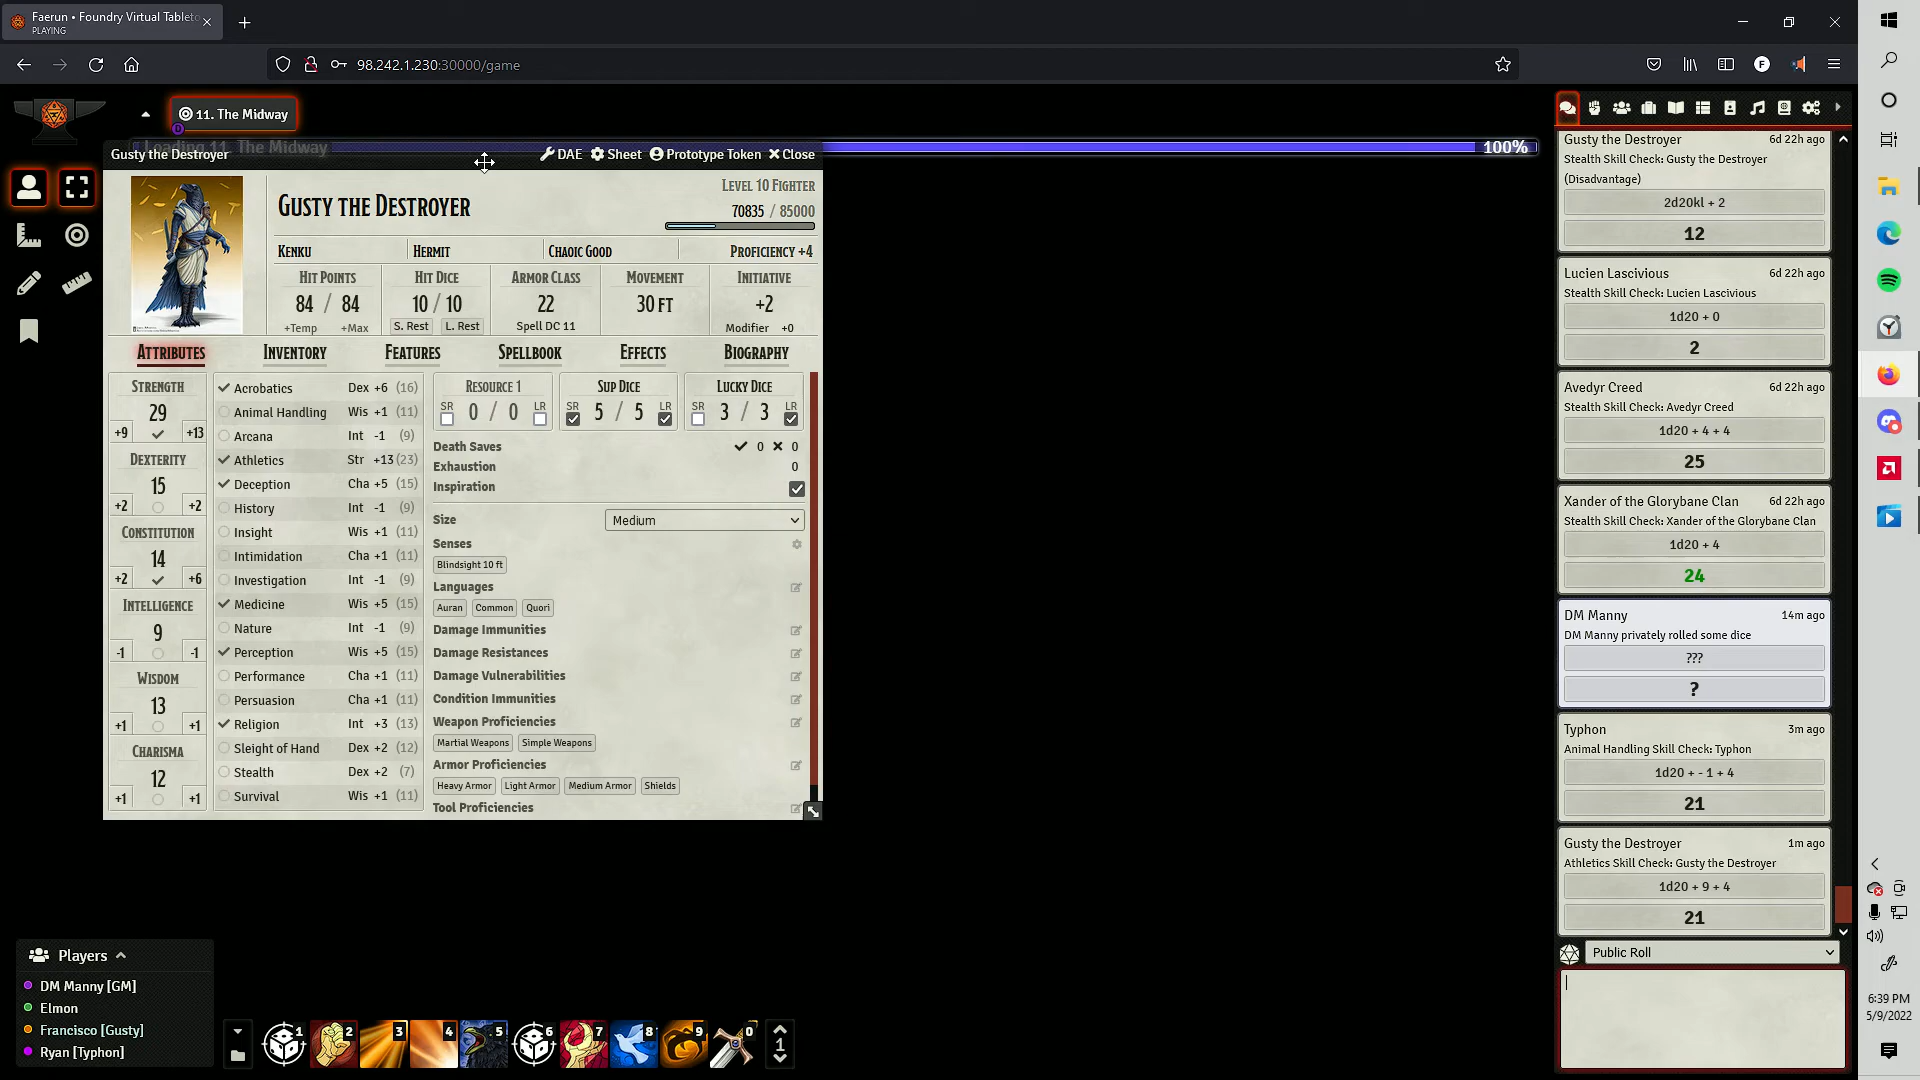 Faerun • Foundry Virtual Tableto
PLAYING
98.242.1.230:30000/game
11. The Midway
D
Loading 11. The Midway
100%
Gusty the Destroyer
DAE
Sheet
Prototype Token
Close
GUSTY THE DESTROYER
LEVEL 10 FIGHTER
70835 / 85000
KENKU
HERMIT
CHAOIC GOOD
PROFICIENCY +4
HIT POINTS
84 / 84
+Temp
+Max
HIT DICE
10 / 10
S. Rest
L. Rest
ARMOR CLASS
22
Spell DC 11
MOVEMENT
30 FT
INITIATIVE
+2
Modifier +0
ATTRIBUTES
INVENTORY
FEATURES
SPELLBOOK
EFFECTS
BIOGRAPHY
STRENGTH
29
+9
+13
DEXTERITY
15
+2
+2
CONSTITUTION
14
+2
+6
INTELLIGENCE
9
-1
-1
WISDOM
13
+1
+1
CHARISMA
12
+1
+1
Acrobatics Dex +6 (16)
Animal Handling Wis +1 (11)
Arcana Int -1 (9)
Athletics Str +13 (23)
Deception Cha +5 (15)
History Int -1 (9)
Insight Wis +1 (11)
Intimidation Cha +1 (11)
Investigation Int -1 (9)
Medicine Wis +5 (15)
Nature Int -1 (9)
Perception Wis +5 (15)
Performance Cha +1 (11)
Persuasion Cha +1 (11)
Religion Int +3 (13)
Sleight of Hand Dex +2 (12)
Stealth Dex +2 (7)
Survival Wis +1 (11)
RESOURCE 1
SR 0 / 0 LR
SUP DICE
SR 5 / 5 LR
LUCKY DICE
SR 3 / 3 LR
Death Saves 0 0
Exhaustion 0
Inspiration
Size Medium
Senses
Blindsight 10 ft
Languages
Auran Common Quori
Damage Immunities
Damage Resistances
Damage Vulnerabilities
Condition Immunities
Weapon Proficiencies
Martial Weapons Simple Weapons
Armor Proficiencies
Heavy Armor Light Armor Medium Armor Shields
Tool Proficiencies
Gusty the Destroyer 6d 22h ago
Stealth Skill Check: Gusty the Destroyer
(Disadvantage)
2d20kl + 2
12
Lucien Lascivious 6d 22h ago
Stealth Skill Check: Lucien Lascivious
1d20 + 0
2
Avedyr Creed 6d 22h ago
Stealth Skill Check: Avedyr Creed
1d20 + 4 + 4
25
Xander of the Glorybane Clan 6d 22h ago
Stealth Skill Check: Xander of the Glorybane Clan
1d20 + 4
24
DM Manny 14m ago
DM Manny privately rolled some dice
???
?
Typhon 3m ago
Animal Handling Skill Check: Typhon
1d20 + - 1 + 4
21
Gusty the Destroyer 1m ago
Athletics Skill Check: Gusty the Destroyer
1d20 + 9 + 4
21
Public Roll
Players
DM Manny [GM]
Elmon
Francisco [Gusty]
Ryan [Typhon]
1
2
3
4
5
6
7
8
9
0
1
F
6:39 PM
5/9/2022